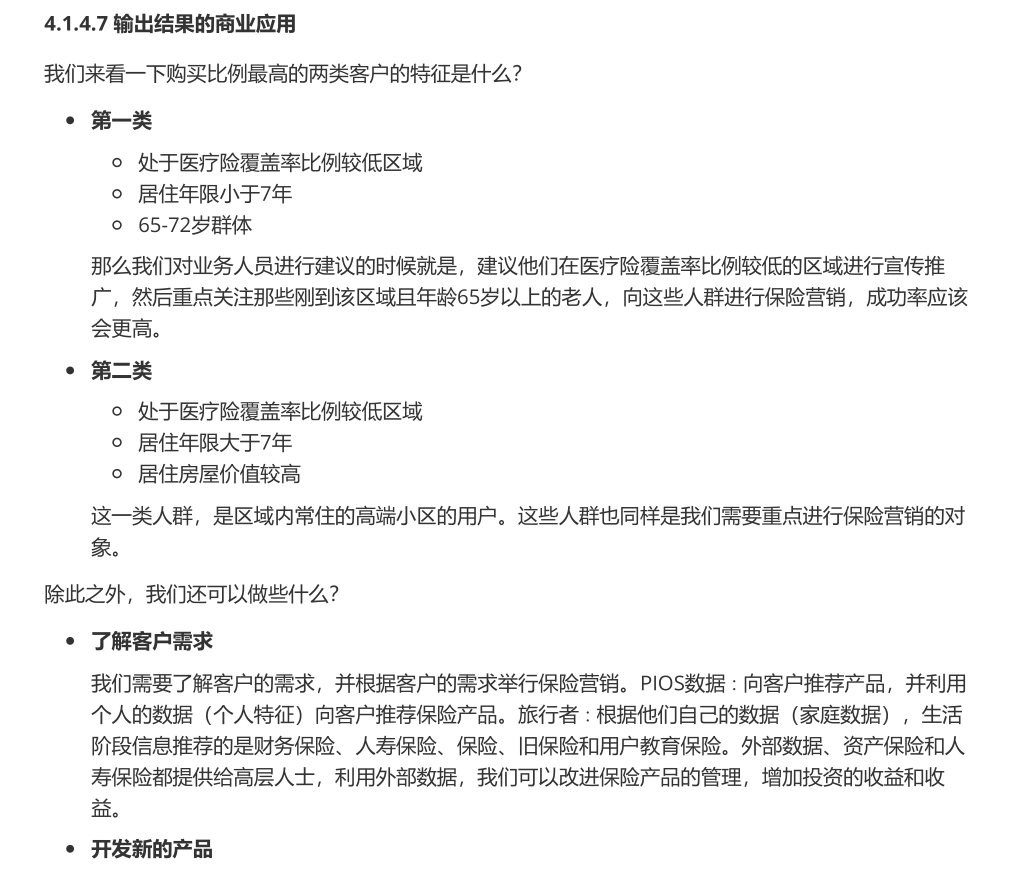 4.1.4.7 输出结果的商业应用
我们来看一下购买比例最高的两类客户的特征是什么？
第一类
处于医疗险覆盖率比例较低区域
居住年限小于7年
65-72岁群体
那么我们对业务人员进行建议的时候就是，建议他们在医疗险覆盖率比例较低的区域进行宣传推
广，然后重点关注那些刚到该区域且年龄65岁以上的老人，向这些人群进行保险营销，成功率应该
会更高。
第二类
处于医疗险覆盖率比例较低区域
居住年限大于7年
居住房屋价值较高
这一类人群，是区域内常住的高端小区的用户。这些人群也同样是我们需要重点进行保险营销的对
象。
除此之外，我们还可以做些什么？
了解客户需求
我们需要了解客户的需求，并根据客户的需求举行保险营销。PIOS数据：向客户推荐产品，并利用
个人的数据（个人特征）向客户推荐保险产品。旅行者：根据他们自己的数据（家庭数据），生活
阶段信息推荐的是财务保险、人寿保险、保险、旧保险和用户教育保险。外部数据、资产保险和人
寿保险都提供给高层人士，利用外部数据，我们可以改进保险产品的管理，增加投资的收益和收
益。
开发新的产品